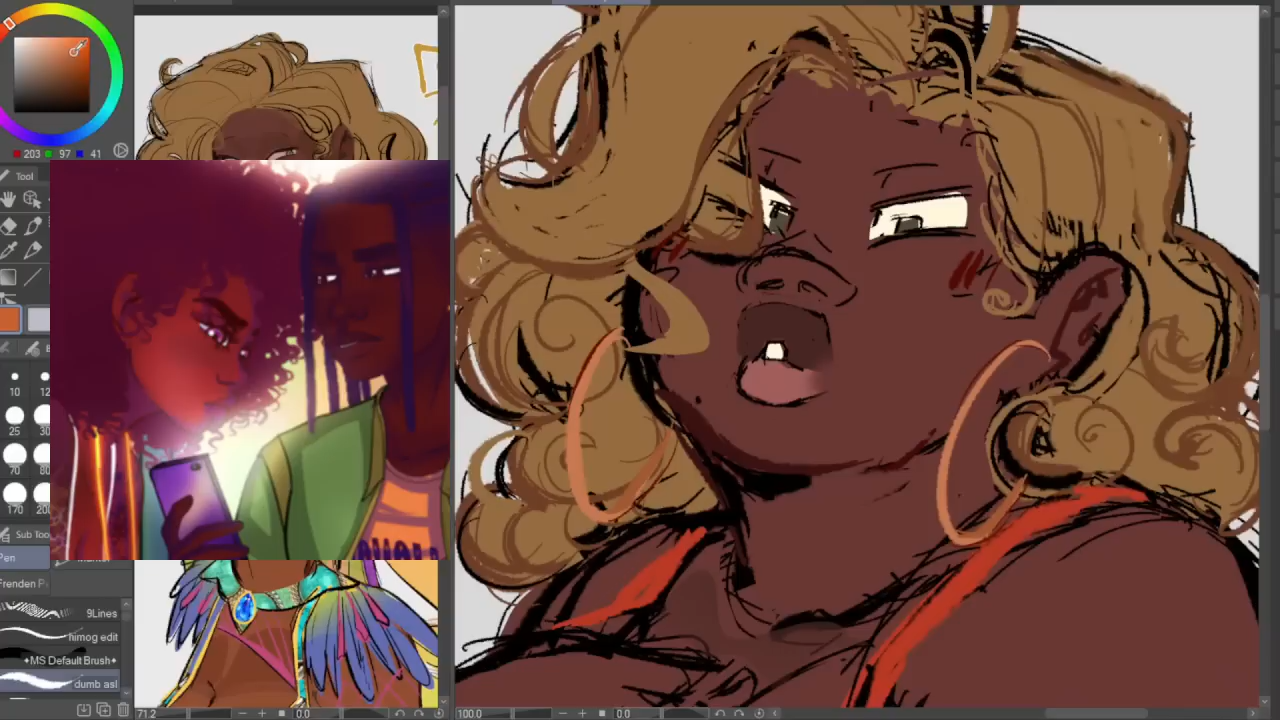 203 97 41
Tool
10 12
25 30
70 80
170 200
Sub Too
Pen
Frenden P
9Lines
himog edit
✦MS Default Brush✦
dumb asl
71.2 0.0
100.0 0.0